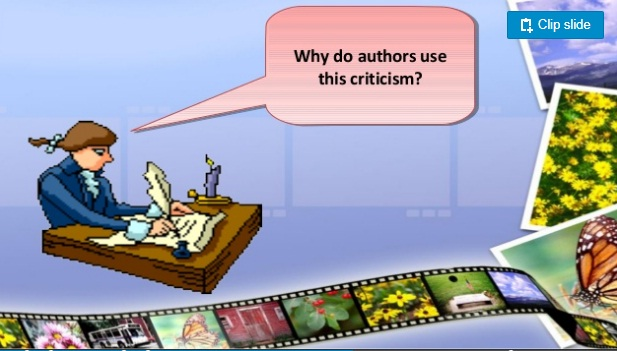 Clip slide
Why do authors use
this criticism?